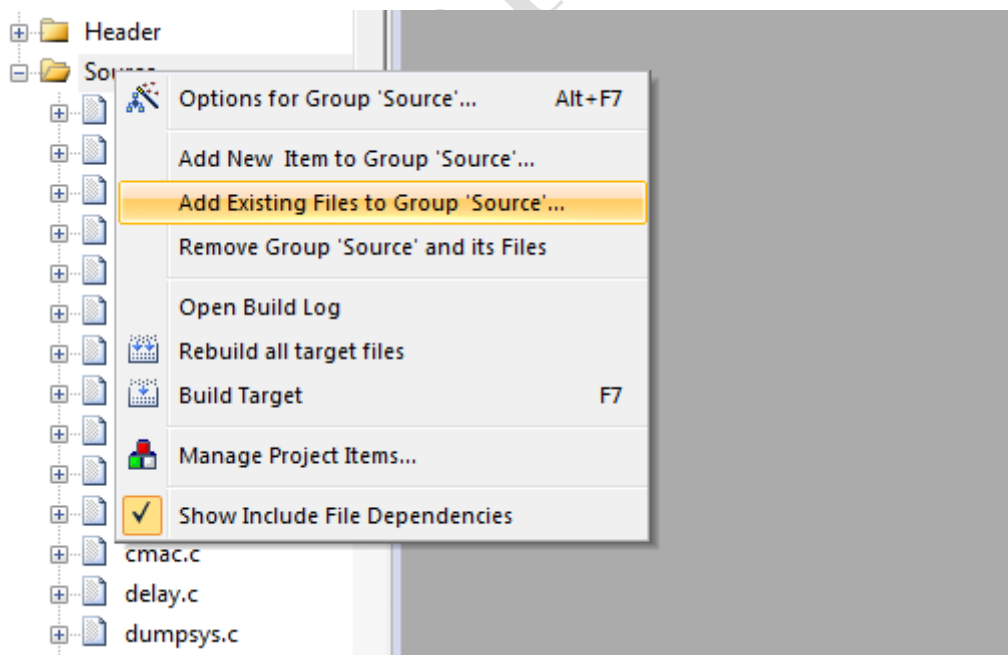 Header
Options for Group 'Source'... Alt+F7
Add New Item to Group 'Source'...
Add Existing Files to Group 'Source'...
Remove Group 'Source' and its Files
Open Build Log
Rebuild all target files
Build Target F7
Manage Project Items...
Show Include File Dependencies
cmac.c
delay.c
dumpsys.c